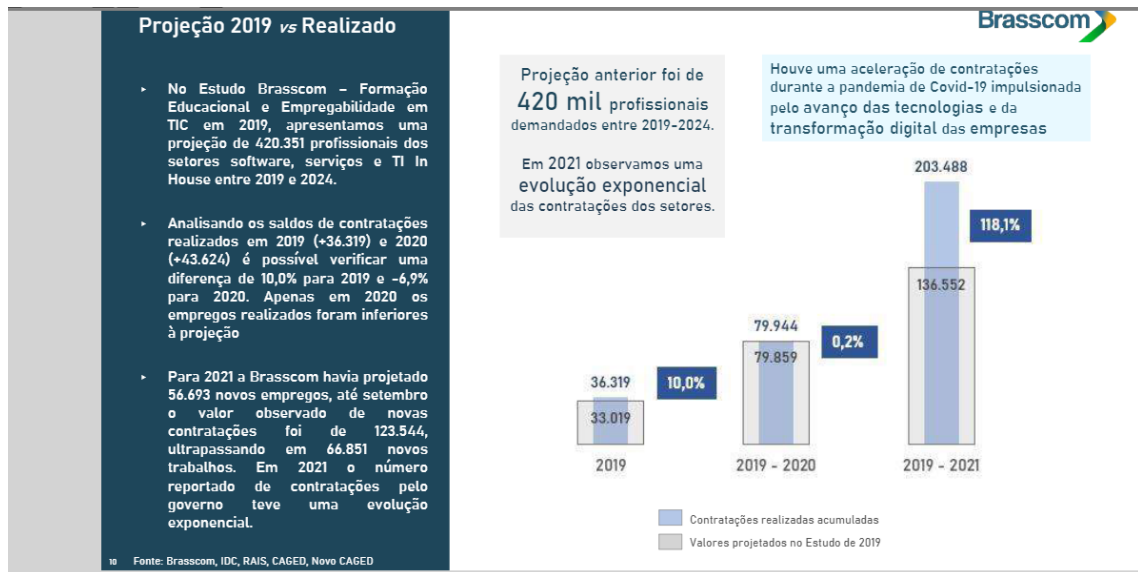 Projeção 2019 vs Realizado
‣ No Estudo Brasscom – Formação
Educacional e Empregabilidade em
TIC em 2019, apresentamos uma
projeção de 420.351 profissionais dos
setores software, serviços e TI In
House entre 2019 e 2024.
‣ Analisando os saldos de contratações
realizados em 2019 (+36.319) e 2020
(+43.624) é possível verificar uma
diferença de 10,0% para 2019 e -6,9%
para 2020. Apenas em 2020 os
empregos realizados foram inferiores
à projeção
‣ Para 2021 a Brasscom havia projetado
56.693 novos empregos, até setembro
o valor observado de novas
contratações foi de 123.544,
ultrapassando em 66.851 novos
trabalhos. Em 2021 o número
reportado de contratações pelo
governo teve uma evolução
exponencial.
10 Fonte: Brasscom, IDC, RAIS, CAGED, Novo CAGED
Brasscom
Projeção anterior foi de
420 mil profissionais
demandados entre 2019-2024.
Em 2021 observamos uma
evolução exponencial
das contratações dos setores.
Houve uma aceleração de contratações
durante a pandemia de Covid-19 impulsionada
pelo avanço das tecnologias e da
transformação digital das empresas
203.488
118,1%
136.552
79.944
0,2%
79.859
36.319
10,0%
33.019
2019
2019 - 2020
2019 - 2021
Contratações realizadas acumuladas
Valores projetados no Estudo de 2019